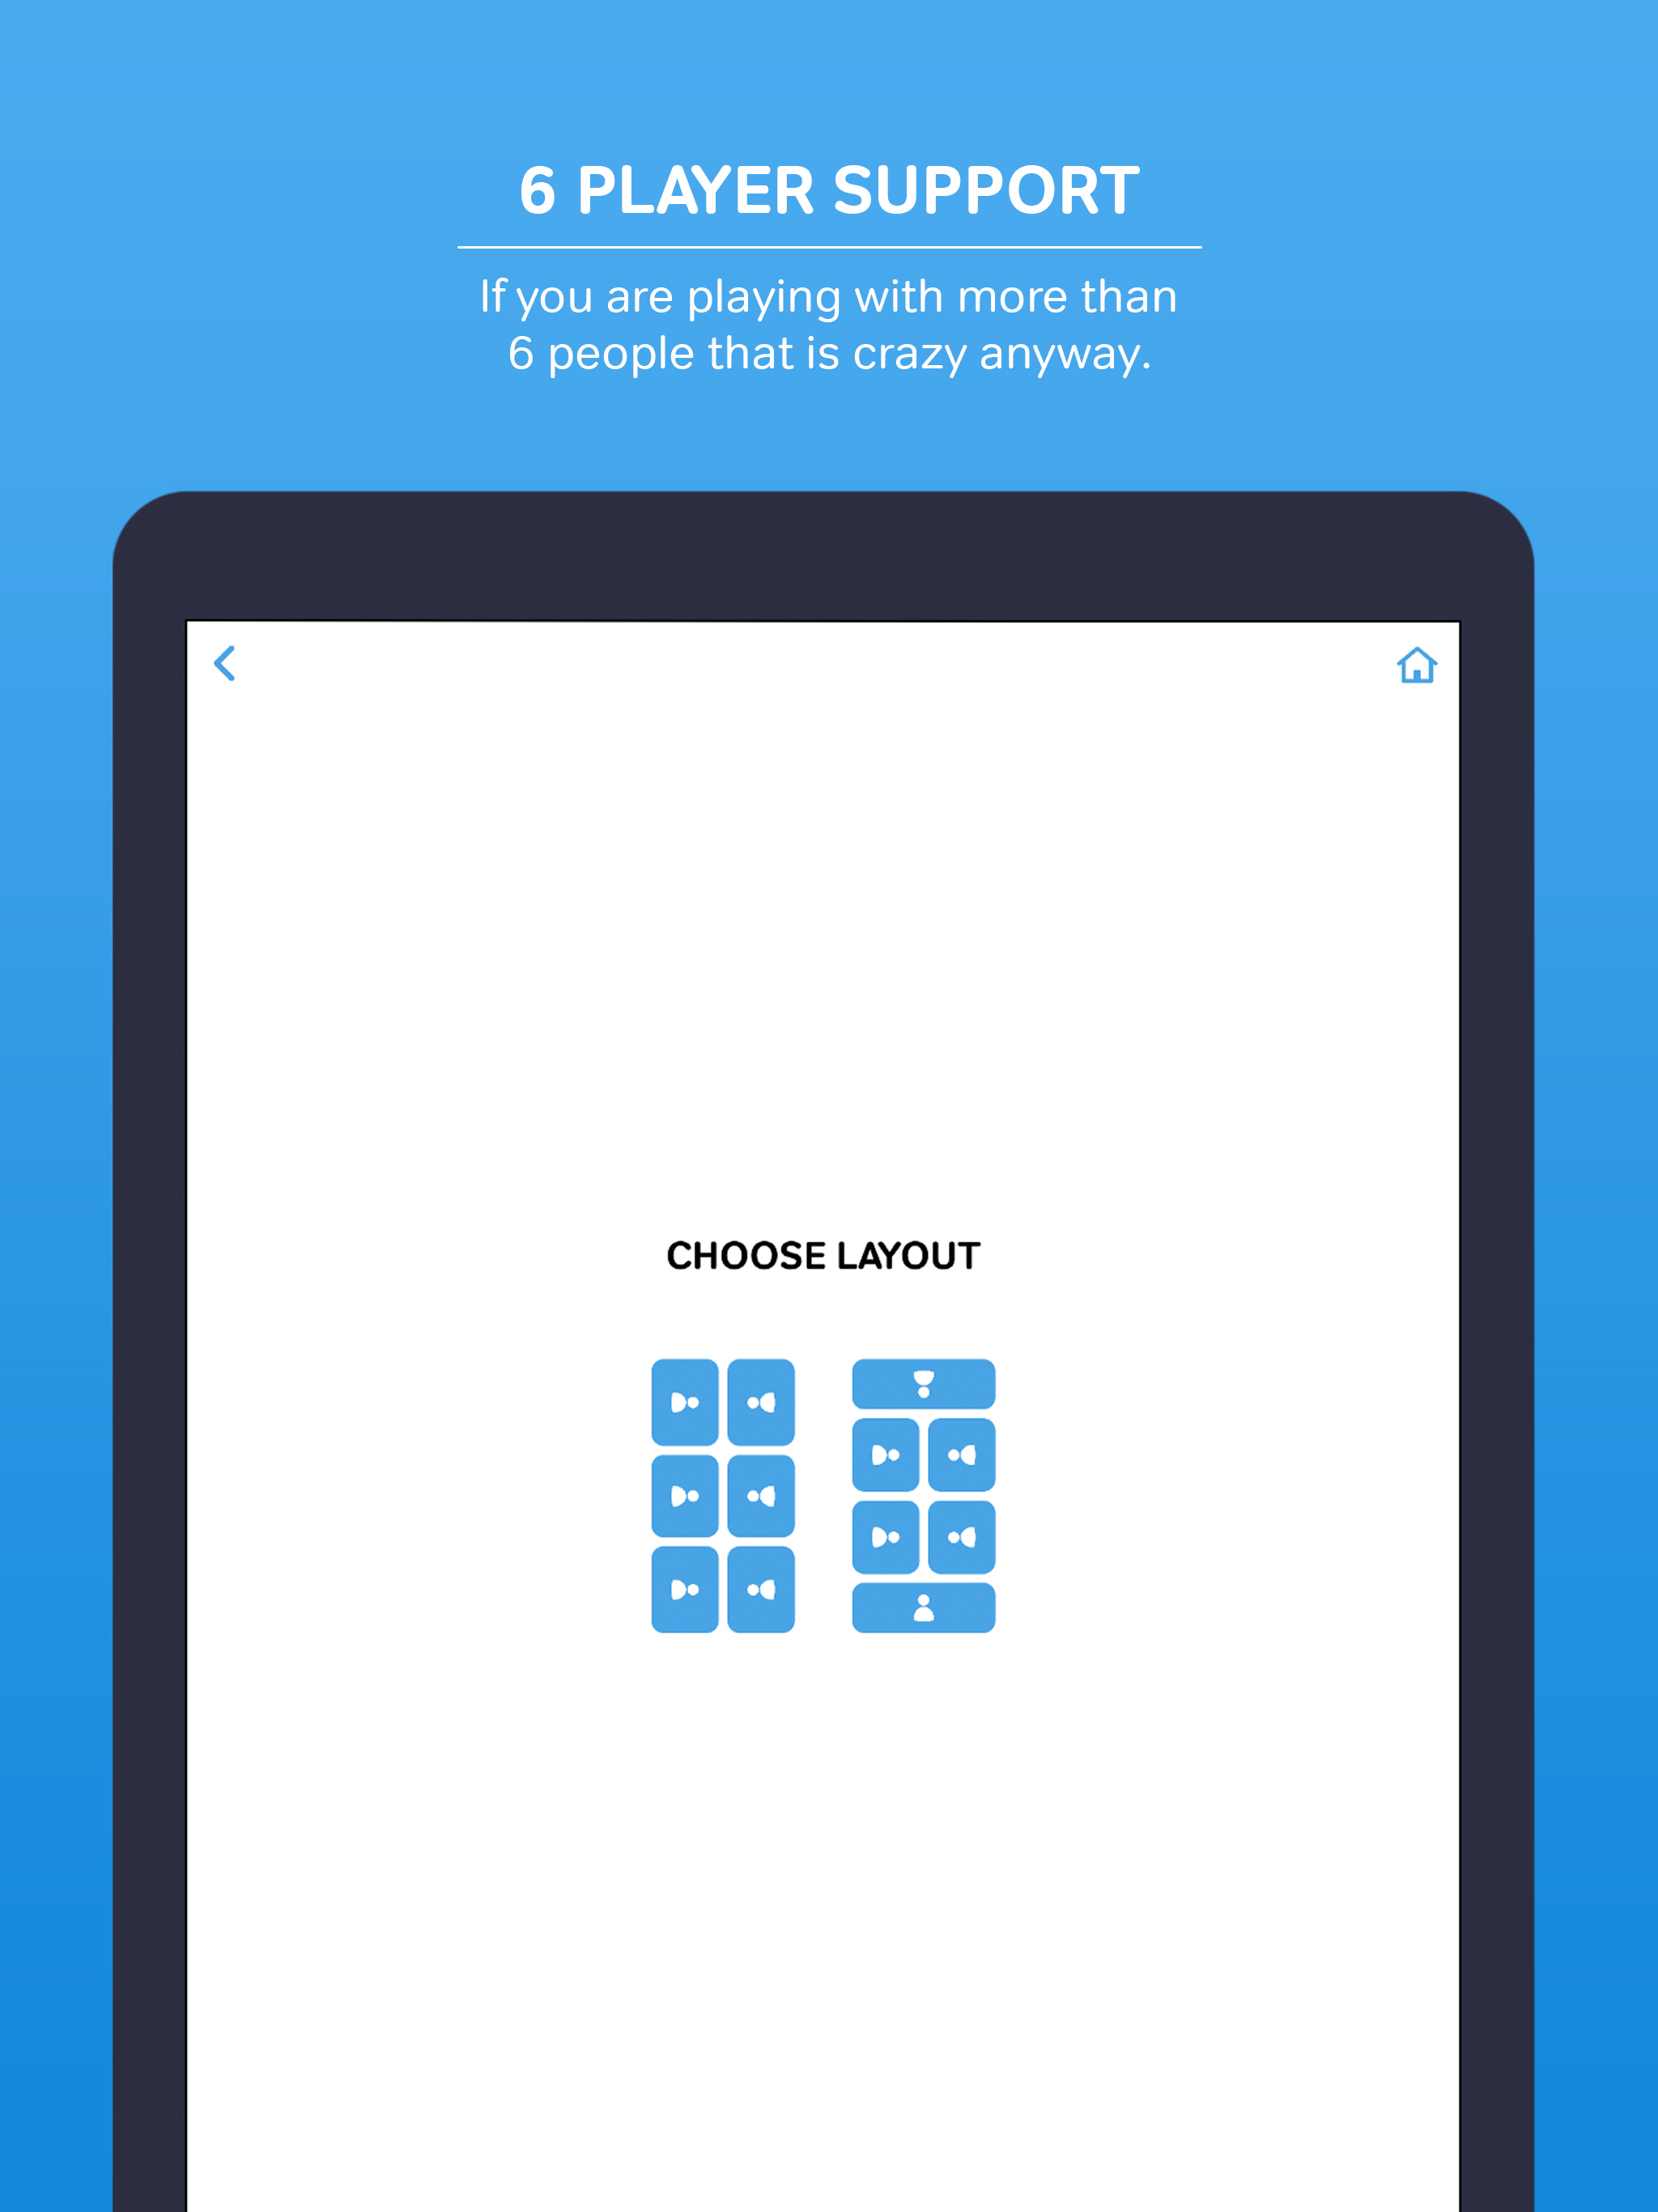 6 PLAYER SUPPORT
If you are playing with more than
6 people that is crazy anyway.
CHOOSE LAYOUT